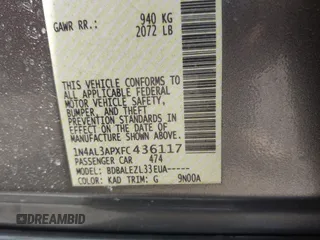 GAWR RR.: 940 KG
2072 LB
THIS VEHICLE CONFORMS TO
ALL APPLICABLE FEDERAL
MOTOR VEHICLE SAFETY,
BUMPER, AND THEFT
PREVENTION STANDARDS IN
EFFECT ON THE DATE OF
MANUFACTURE SHOWN ABOVE.
1N4AL3APXFC436117
PASSENGER CAR 474
MODEL: BDBALEZL33EUA-----
COLOR: KAD TRIM: G 9N00A
DREAMBID